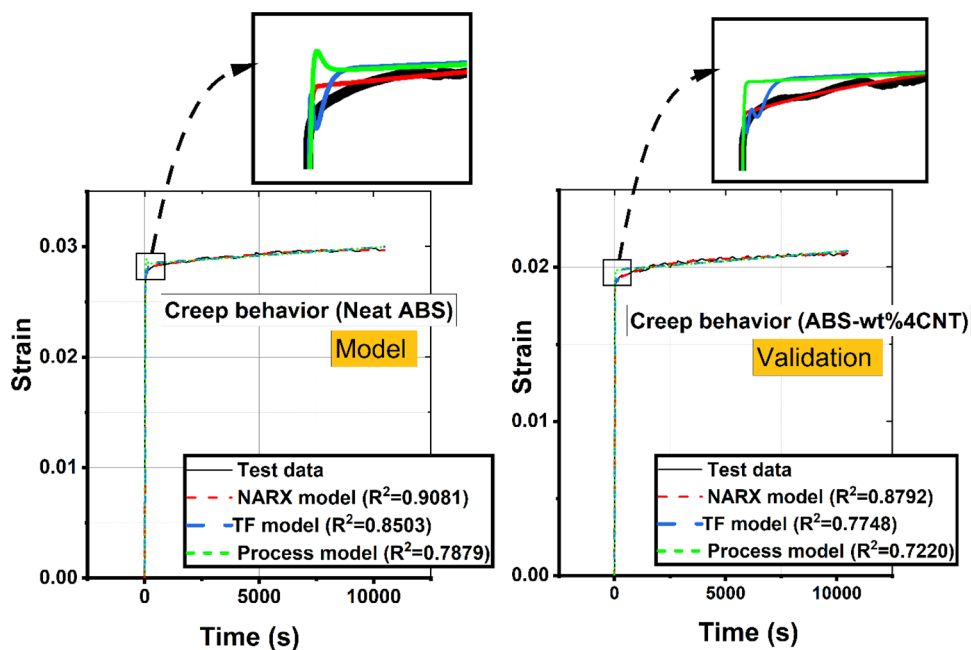 0.03
0.02
0.01
0.00
Strain
Creep behavior (Neat ABS)
Model
Test data
NARX model (R²=0.9081)
TF model (R²=0.8503)
Process model (R²=0.7879)
0
5000
10000
Time (s)
0.02
0.01
0.00
Strain
Creep behavior (ABS-wt%4CNT)
Validation
Test data
NARX model (R²=0.8792)
TF model (R²=0.7748)
Process model (R²=0.7220)
0
5000
10000
Time (s)